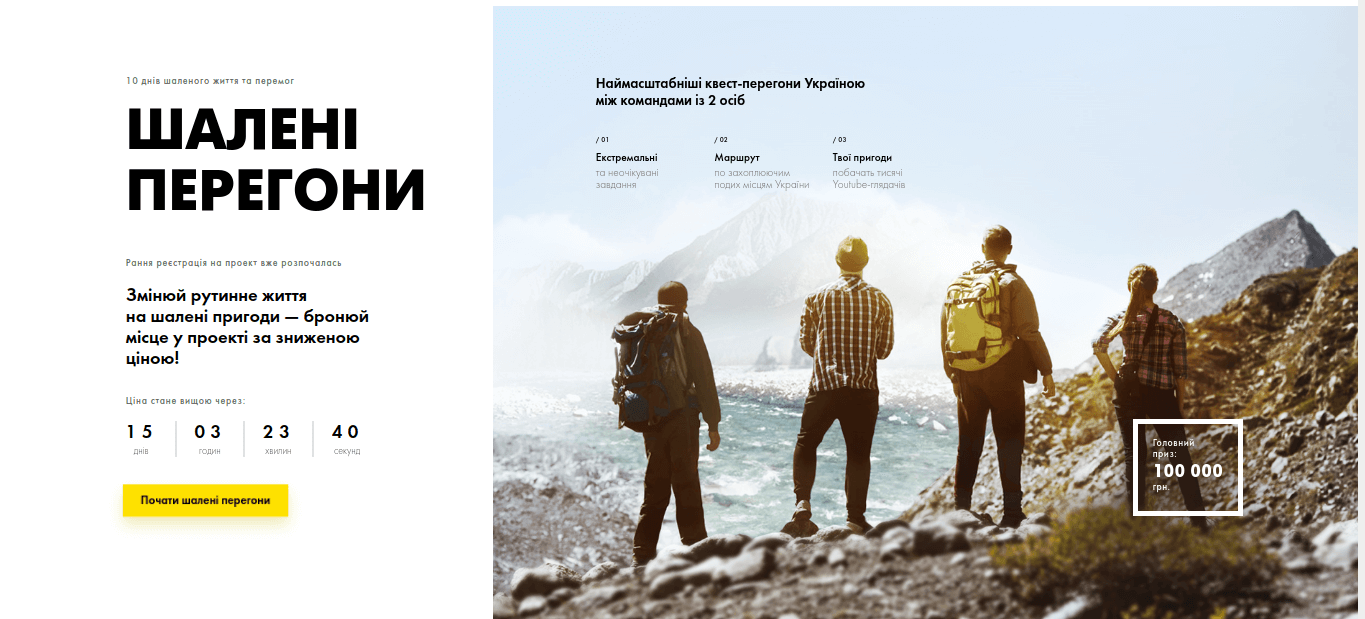 10 днів шаленого життя та перемог
ШАЛЕНІ
ПЕРЕГОНИ
Рання реєстрація на проект вже розпочалась
Змінюй рутинне життя
на шалені пригоди — бронюй
місце у проекті за зниженою
ціною!
Ціна стане вищою через:
15 03 23 40
днів годин хвилин секунд
Почати шалені перегони
Наймасштабніші квест-перегони Україною
між командами із 2 осіб
/ 01
Екстремальні
та неочікувані
завдання
/ 02
Маршрут
по захоплюючим
подих місцям України
/ 03
Твої пригоди
побачать тисячі
Youtube-глядачів
Головний
приз:
100 000
грн.